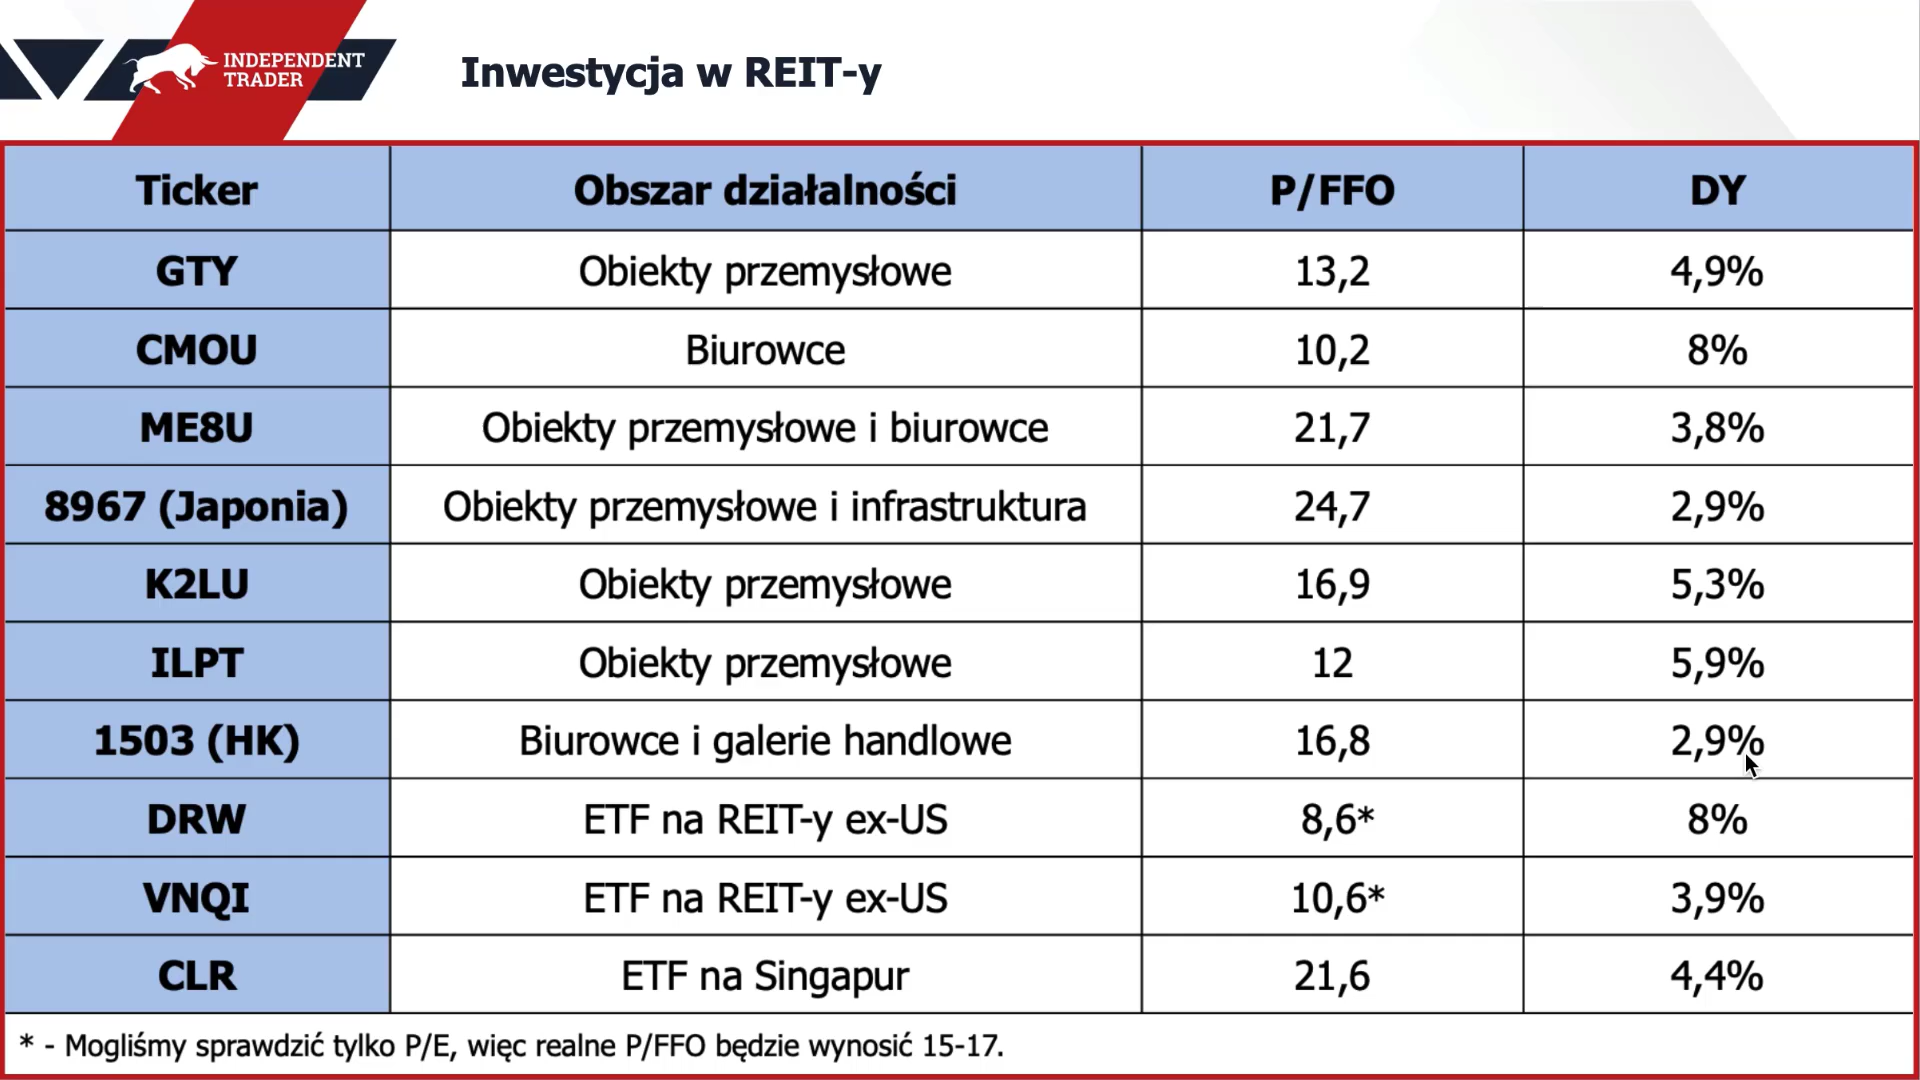 INDEPENDENT
TRADER
Inwestycja w REIT-y
Ticker Obszar działalności P/FFO DY
GTY Obiekty przemysłowe 13,2 4,9%
CMOU Biurowce 10,2 8%
ME8U Obiekty przemysłowe i biurowce 21,7 3,8%
8967 (Japonia) Obiekty przemysłowe i infrastruktura 24,7 2,9%
K2LU Obiekty przemysłowe 16,9 5,3%
ILPT Obiekty przemysłowe 12 5,9%
1503 (HK) Biurowce i galerie handlowe 16,8 2,9%
DRW ETF na REIT-y ex-US 8,6* 8%
VNQI ETF na REIT-y ex-US 10,6* 3,9%
CLR ETF na Singapur 21,6 4,4%
* - Mogliśmy sprawdzić tylko P/E, więc realne P/FFO będzie wynosić 15-17.